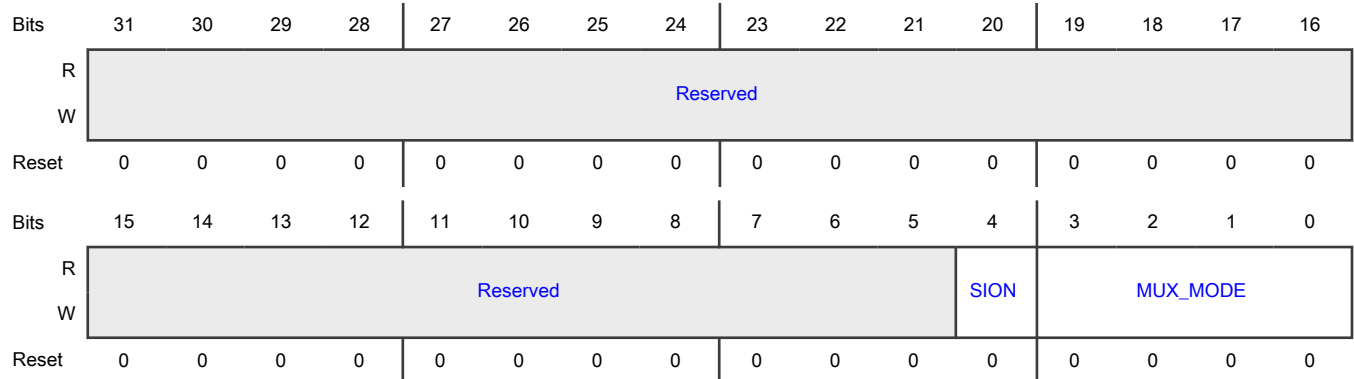 Bits 31 30 29 28 27 26 25 24 23 22 21 20 19 18 17 16
R
Reserved
W
Reset 0 0 0 0 0 0 0 0 0 0 0 0 0 0 0 0
Bits 15 14 13 12 11 10 9 8 7 6 5 4 3 2 1 0
R
Reserved SION MUX_MODE
W
Reset 0 0 0 0 0 0 0 0 0 0 0 0 0 0 0 0